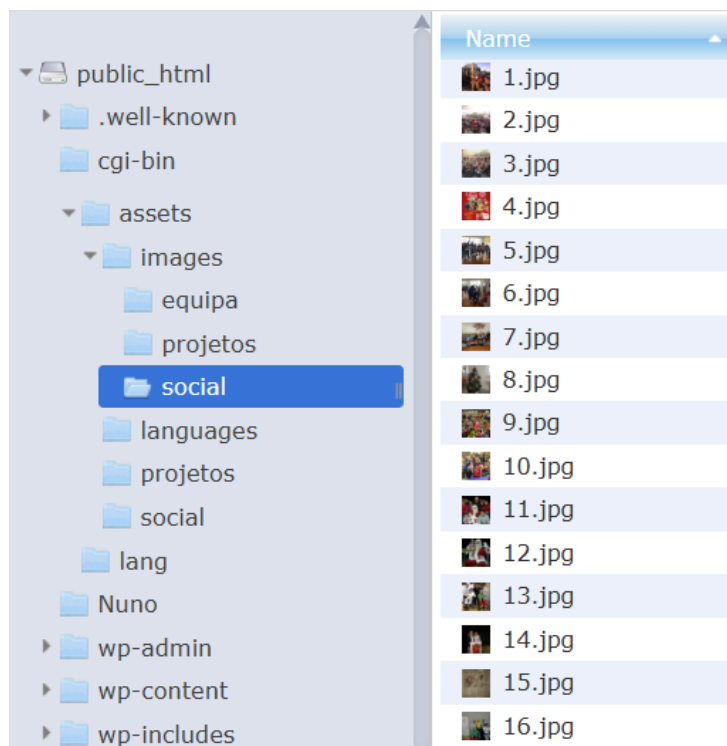 public_html
.well-known
cgi-bin
assets
images
equipa
projetos
social
languages
projetos
social
lang
Nuno
wp-admin
wp-content
wp-includes
Name
1.jpg
2.jpg
3.jpg
4.jpg
5.jpg
6.jpg
7.jpg
8.jpg
9.jpg
10.jpg
11.jpg
12.jpg
13.jpg
14.jpg
15.jpg
16.jpg